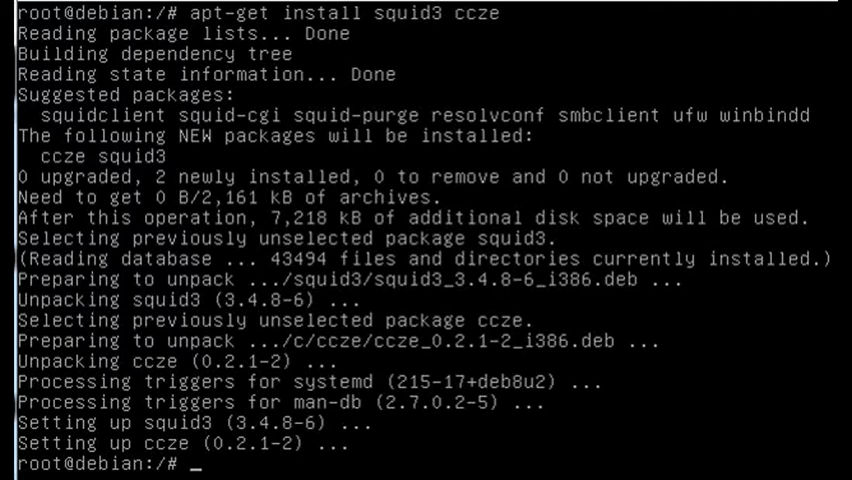 root@debian:/# apt-get install squid3 ccze
Reading package lists... Done
Building dependency tree
Reading state information... Done
Suggested packages:
  squidclient squid-cgi squid-purge resolvconf smbclient ufw winbindd
The following NEW packages will be installed:
  ccze squid3
0 upgraded, 2 newly installed, 0 to remove and 0 not upgraded.
Need to get 0 B/2,161 kB of archives.
After this operation, 7,218 kB of additional disk space will be used.
Selecting previously unselected package squid3.
(Reading database ... 43494 files and directories currently installed.)
Preparing to unpack .../squid3/squid3_3.4.8-6_i386.deb ...
Unpacking squid3 (3.4.8-6) ...
Selecting previously unselected package ccze.
Preparing to unpack .../c/ccze/ccze_0.2.1-2_i386.deb ...
Unpacking ccze (0.2.1-2) ...
Processing triggers for systemd (215-17+deb8u2) ...
Processing triggers for man-db (2.7.0.2-5) ...
Setting up squid3 (3.4.8-6) ...
Setting up ccze (0.2.1-2) ...
root@debian:/# _